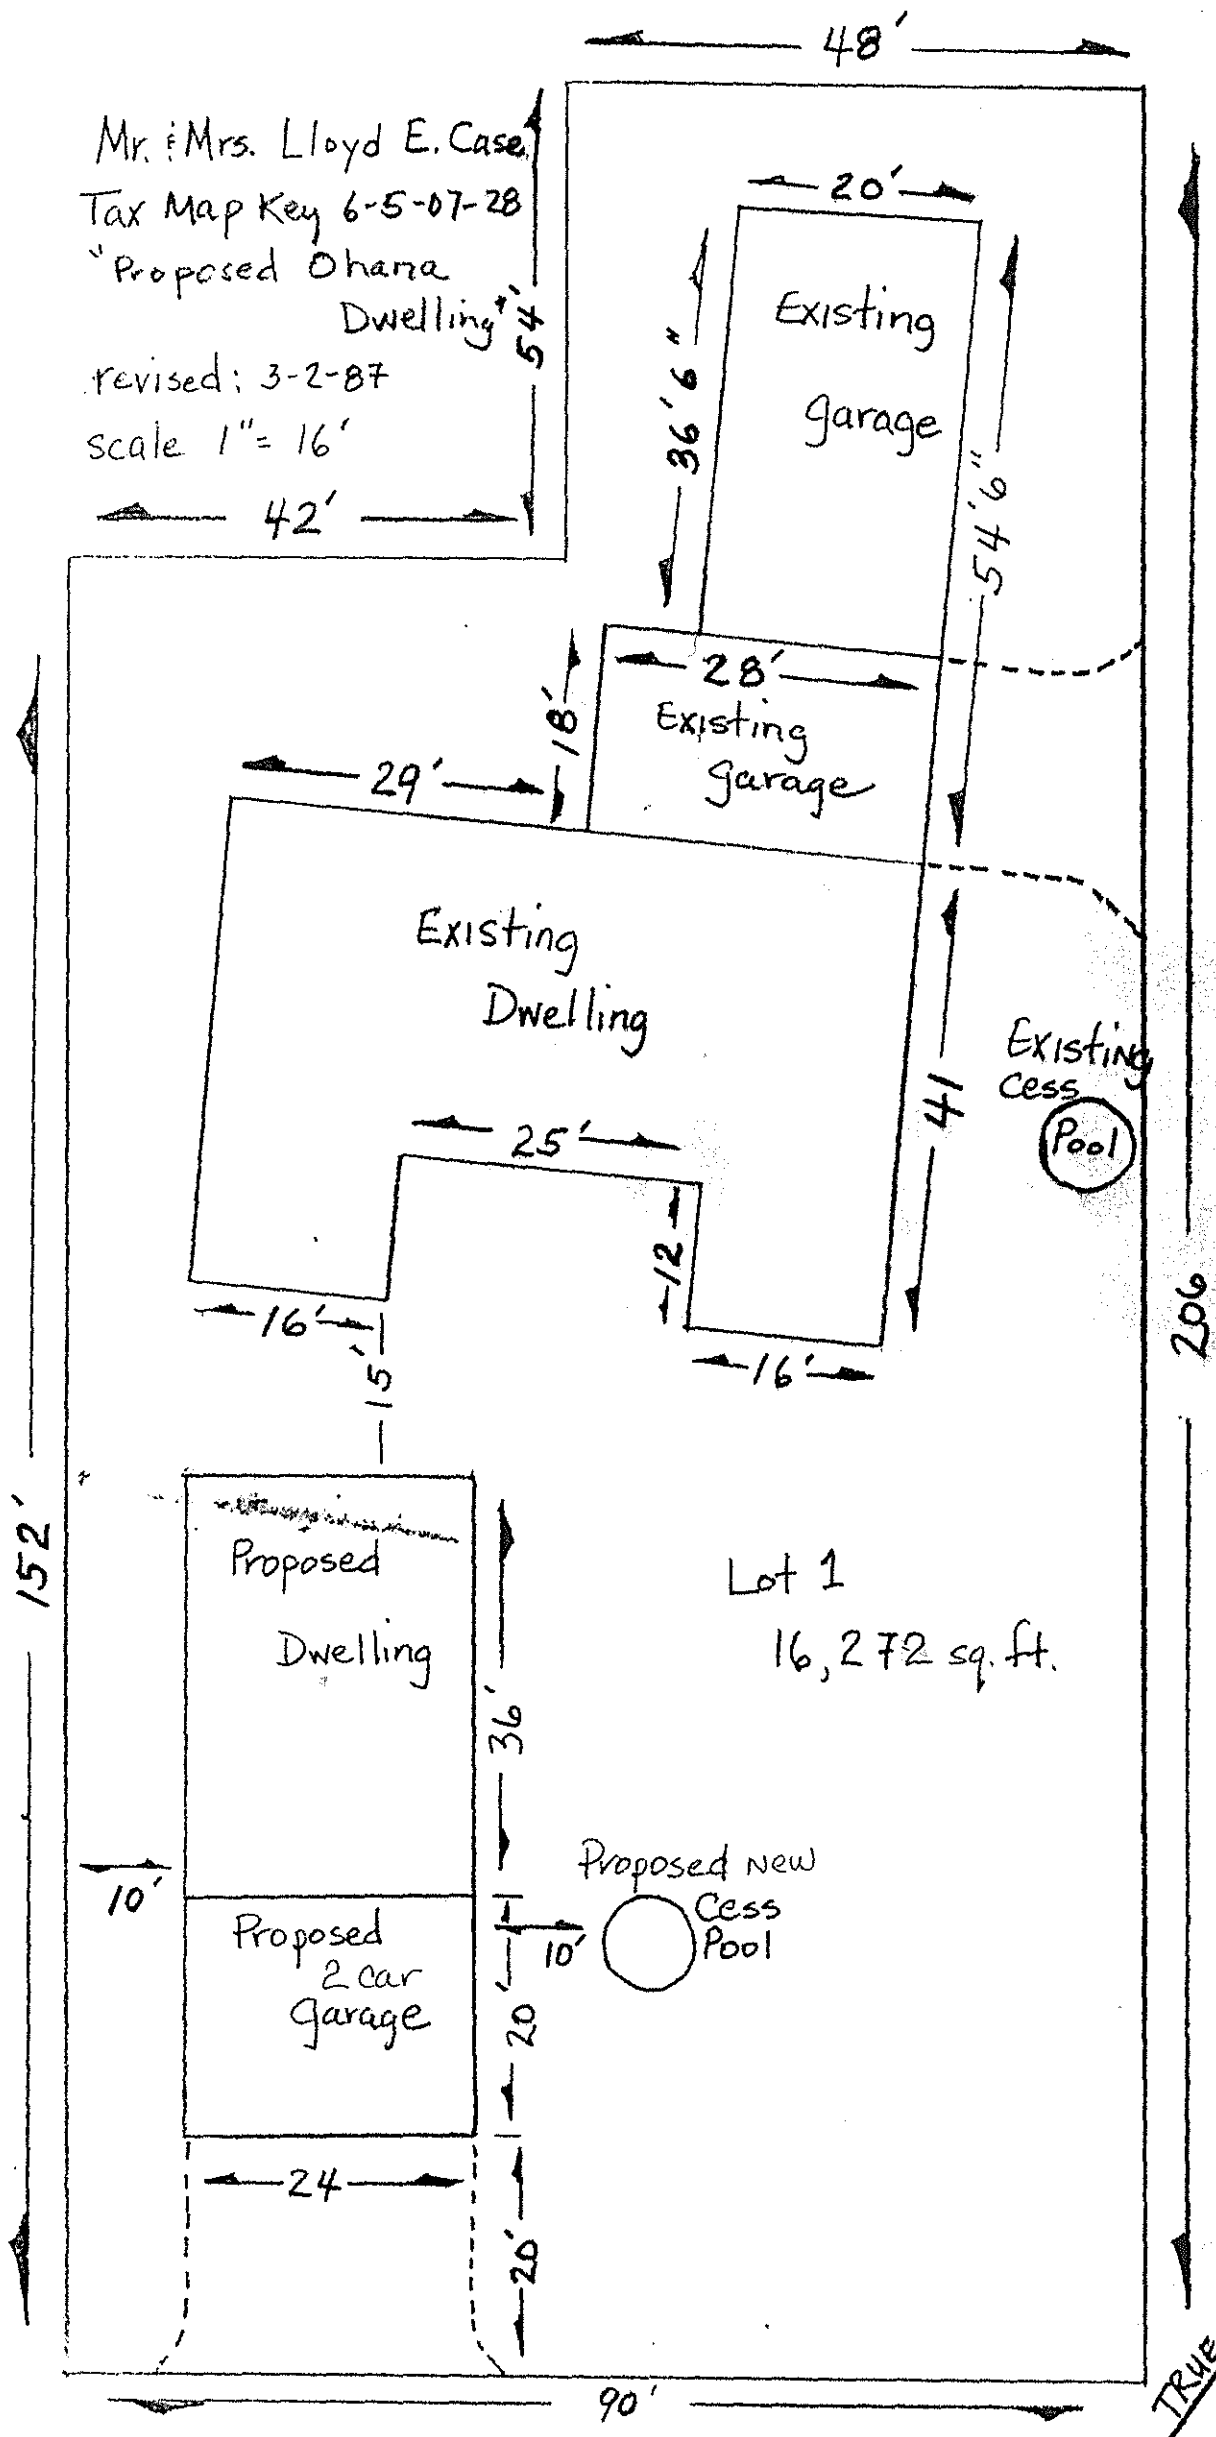 48'
Mr. & Mrs. Lloyd E. Case
Tax Map Key 6-5-07-28
"Proposed Ohana
Dwelling"
revised: 3-2-87
scale 1"= 16'
54'
42'
20'
Existing
garage
36'6"
54'6"
28'
18'
Existing
garage
29'
Existing
Dwelling
41
Existing
Cess
Pool
25'
12
16'
16'
15'
206
152'
Proposed
Dwelling
36'
Lot 1
16,272 sq. ft.
10'
Proposed
2 car
garage
Proposed New
Cess
Pool
10'
20'
24
20'
90'
TRUE